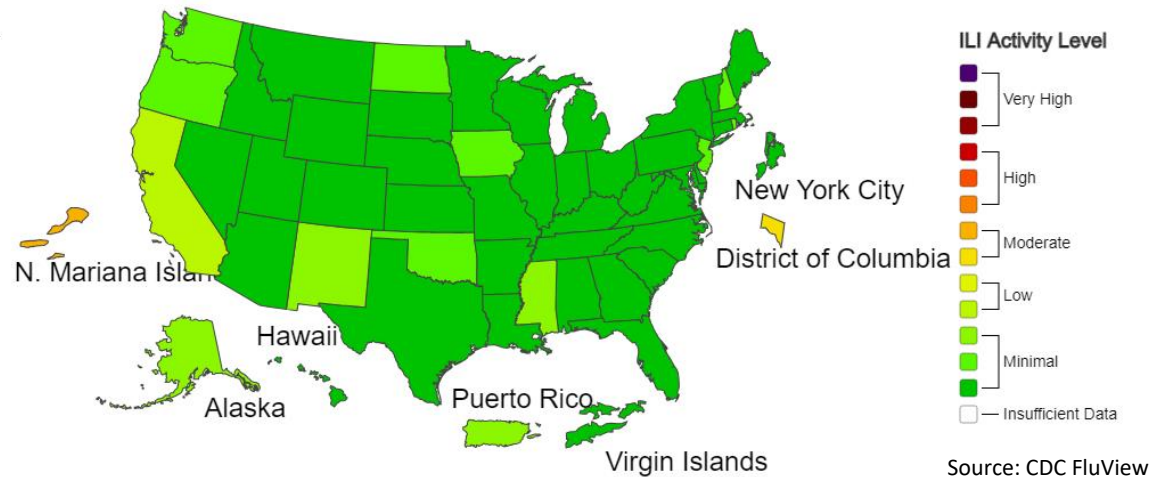 ILI Activity Level
Very High
High
Moderate
Low
Minimal
Insufficient Data
New York City
District of Columbia
N. Mariana Islan
Hawaii
Alaska
Puerto Rico
Virgin Islands
Source: CDC FluView